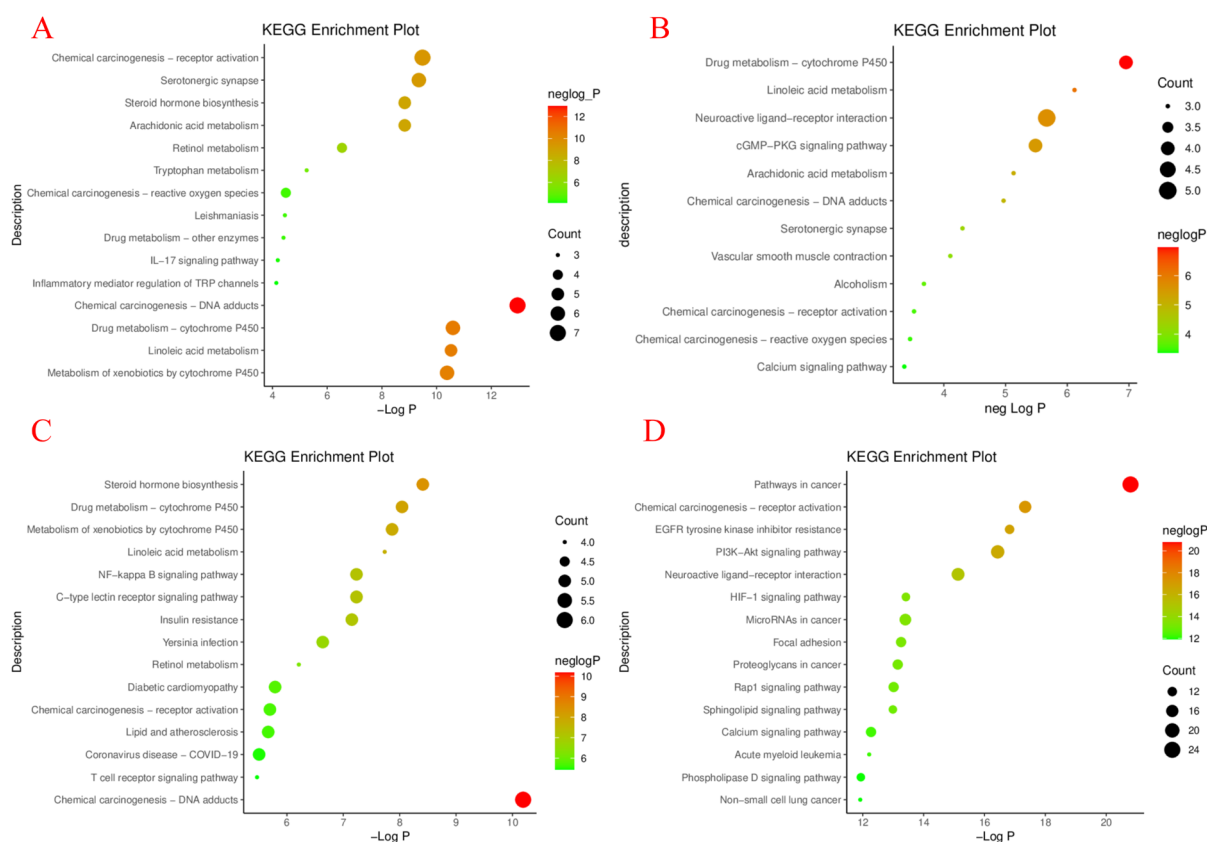 A
KEGG Enrichment Plot
Description
Chemical carcinogenesis − receptor activation
Serotonergic synapse
Steroid hormone biosynthesis
Arachidonic acid metabolism
Retinol metabolism
Tryptophan metabolism
Chemical carcinogenesis − reactive oxygen species
Leishmaniasis
Drug metabolism − other enzymes
IL−17 signaling pathway
Inflammatory mediator regulation of TRP channels
Chemical carcinogenesis − DNA adducts
Drug metabolism − cytochrome P450
Linoleic acid metabolism
Metabolism of xenobiotics by cytochrome P450
4 6 8 10 12
−Log P
neglog_P
12
10
8
6
Count
3
4
5
6
7
B
KEGG Enrichment Plot
description
Drug metabolism − cytochrome P450
Linoleic acid metabolism
Neuroactive ligand−receptor interaction
cGMP−PKG signaling pathway
Arachidonic acid metabolism
Chemical carcinogenesis − DNA adducts
Serotonergic synapse
Vascular smooth muscle contraction
Alcoholism
Chemical carcinogenesis − receptor activation
Chemical carcinogenesis − reactive oxygen species
Calcium signaling pathway
4 5 6 7
neg Log P
Count
3.0
3.5
4.0
4.5
5.0
neglogP
6
5
4
C
KEGG Enrichment Plot
Description
Steroid hormone biosynthesis
Drug metabolism − cytochrome P450
Metabolism of xenobiotics by cytochrome P450
Linoleic acid metabolism
NF−kappa B signaling pathway
C−type lectin receptor signaling pathway
Insulin resistance
Yersinia infection
Retinol metabolism
Diabetic cardiomyopathy
Chemical carcinogenesis − receptor activation
Lipid and atherosclerosis
Coronavirus disease − COVID−19
T cell receptor signaling pathway
Chemical carcinogenesis − DNA adducts
6 7 8 9 10
−Log P
Count
4.0
4.5
5.0
5.5
6.0
neglogP
10
9
8
7
6
D
KEGG Enrichment Plot
Description
Pathways in cancer
Chemical carcinogenesis − receptor activation
EGFR tyrosine kinase inhibitor resistance
PI3K−Akt signaling pathway
Neuroactive ligand−receptor interaction
HIF−1 signaling pathway
MicroRNAs in cancer
Focal adhesion
Proteoglycans in cancer
Rap1 signaling pathway
Sphingolipid signaling pathway
Calcium signaling pathway
Acute myeloid leukemia
Phospholipase D signaling pathway
Non−small cell lung cancer
12 14 16 18 20
−Log P
neglogP
20
18
16
14
12
Count
12
16
20
24